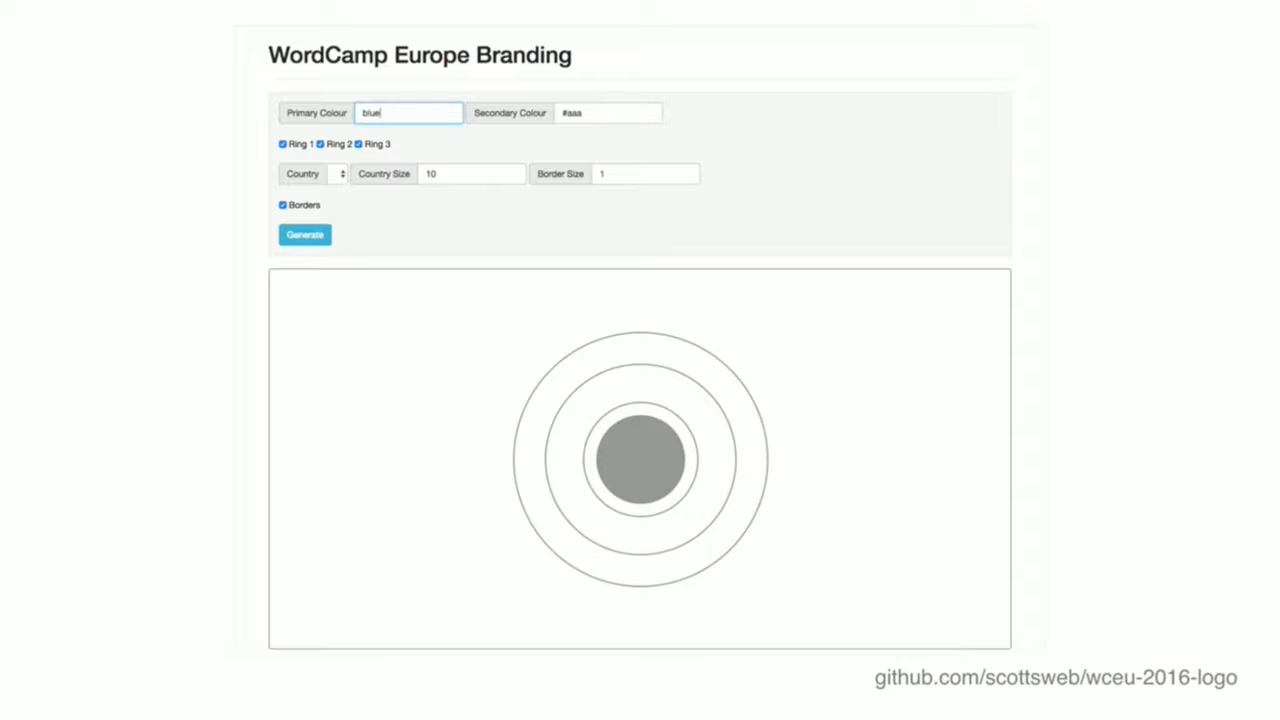 WordCamp Europe Branding
Primary Colour blue Secondary Colour #aaa
Ring 1 Ring 2 Ring 3
Country Country Size 10 Border Size 1
Borders
Generate
github.com/scottsweb/wceu-2016-logo